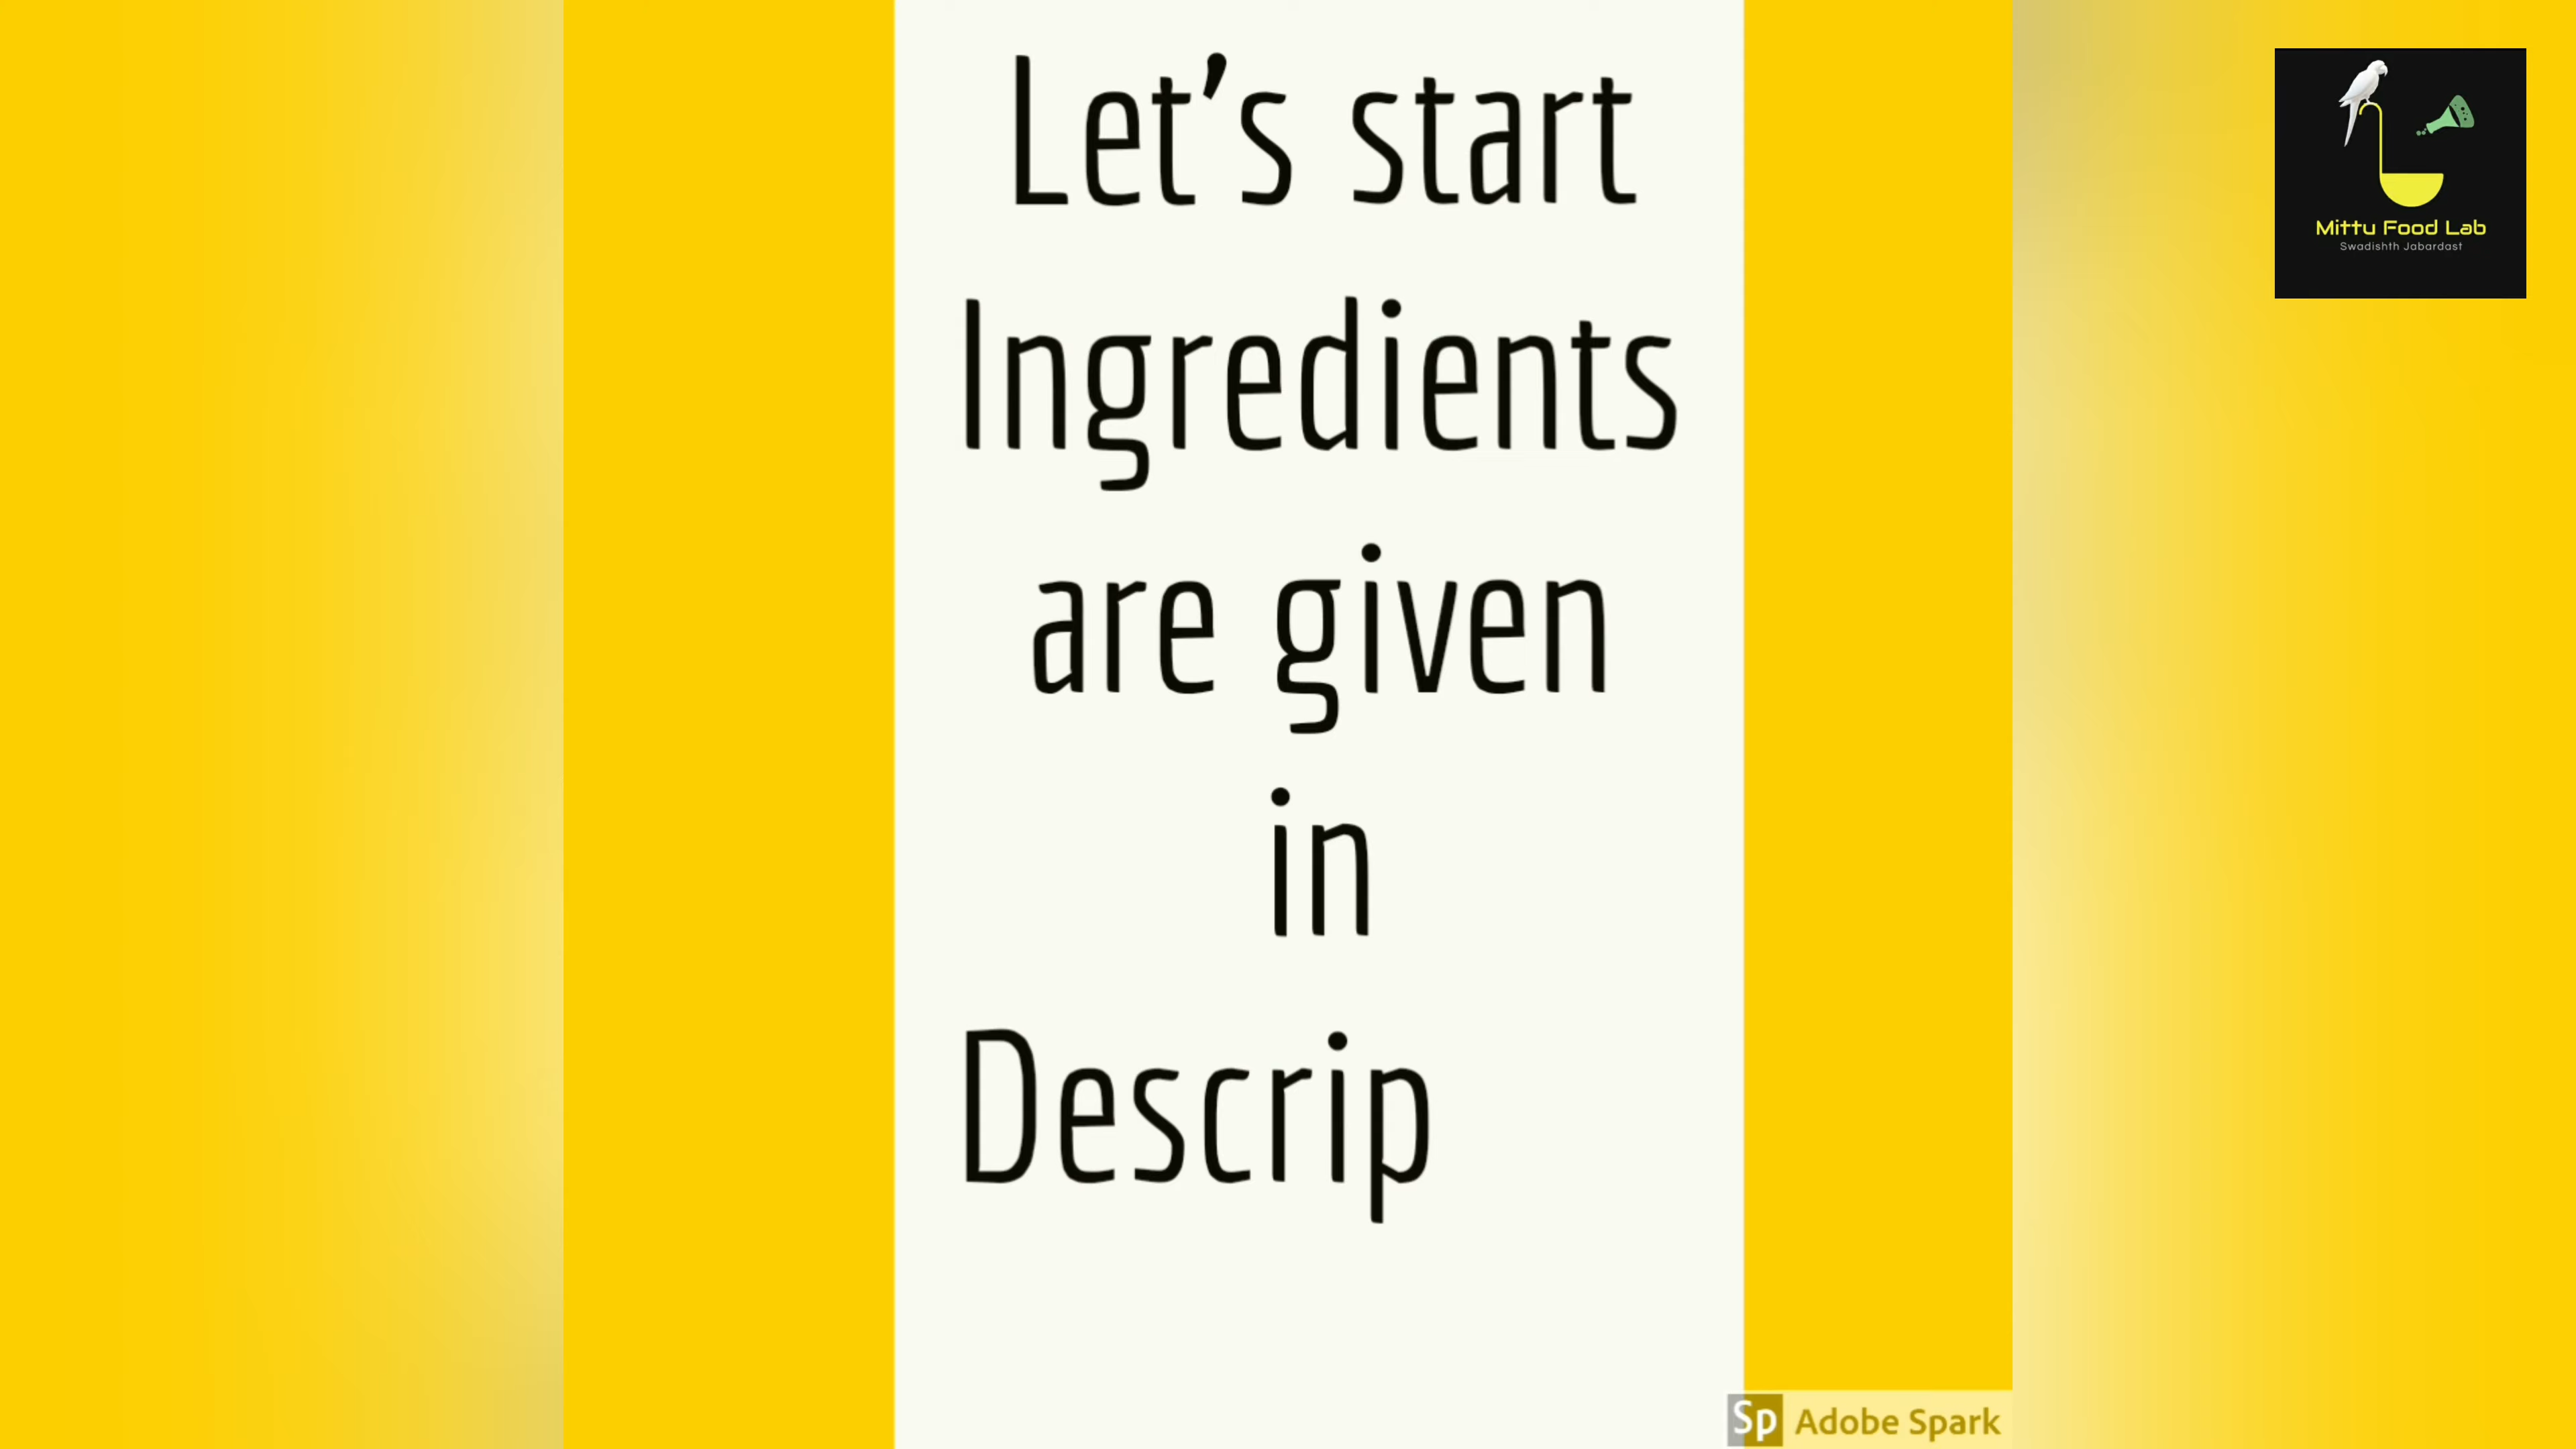 Let's start
Ingredients
are given
in
Descrip
Mittu Food Lab
Swadishth Jabardast
Sp Adobe Spark